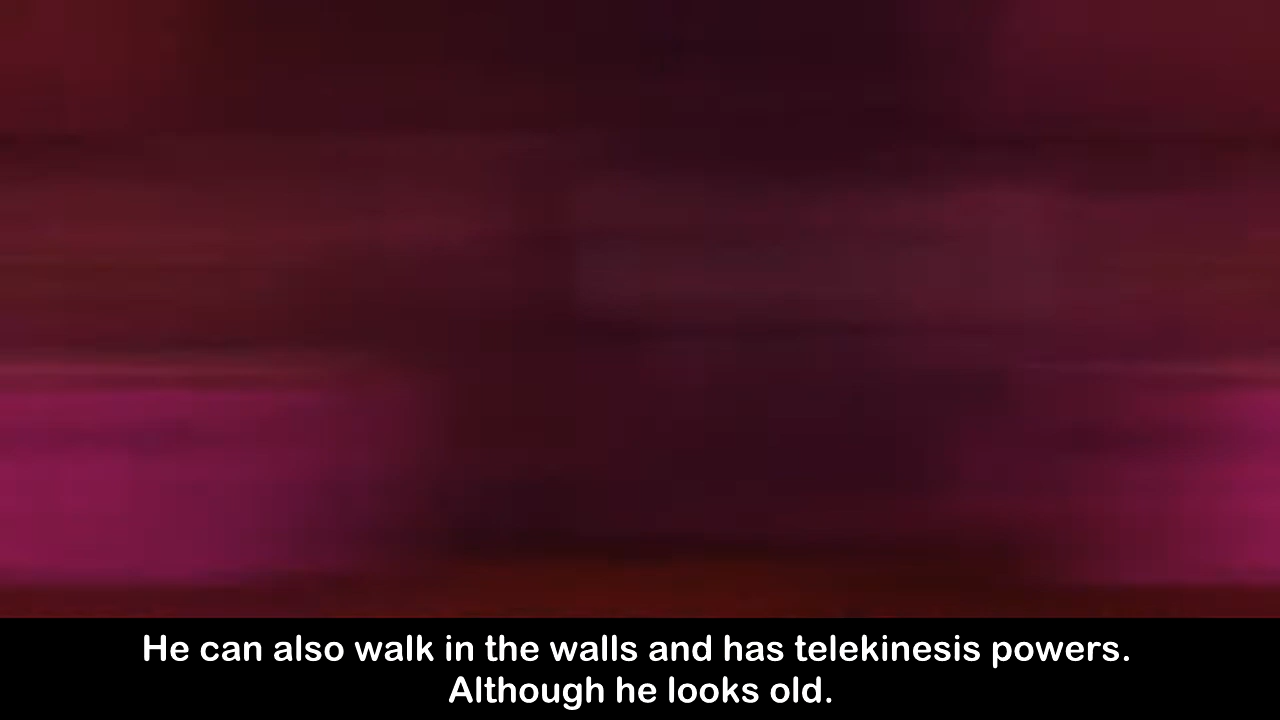 He can also walk in the walls and has telekinesis powers.
Although he looks old.